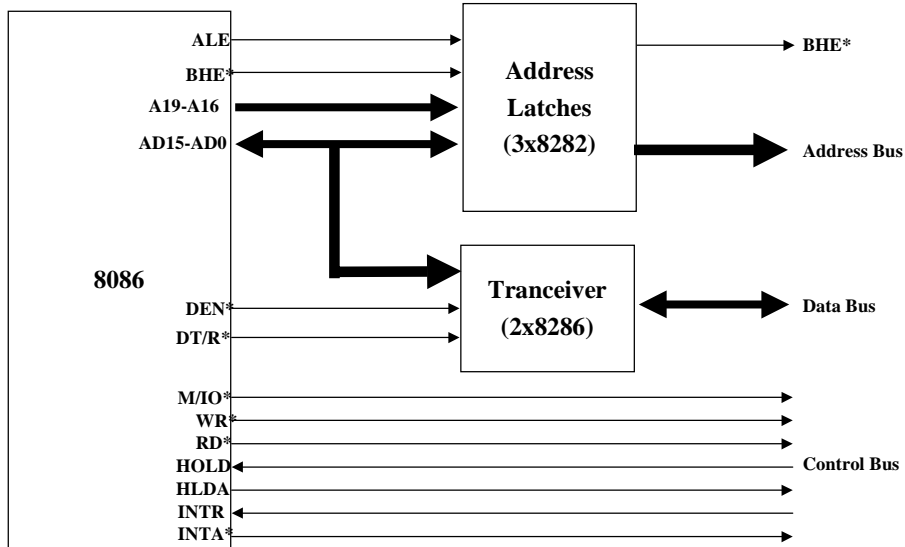 8086
ALE
BHE*
A19-A16
AD15-AD0
DEN*
DT/R*
M/IO*
WR*
RD*
HOLD
HLDA
INTR
INTA*
Address
Latches
(3x8282)
Tranceiver
(2x8286)
BHE*
Address Bus
Data Bus
Control Bus